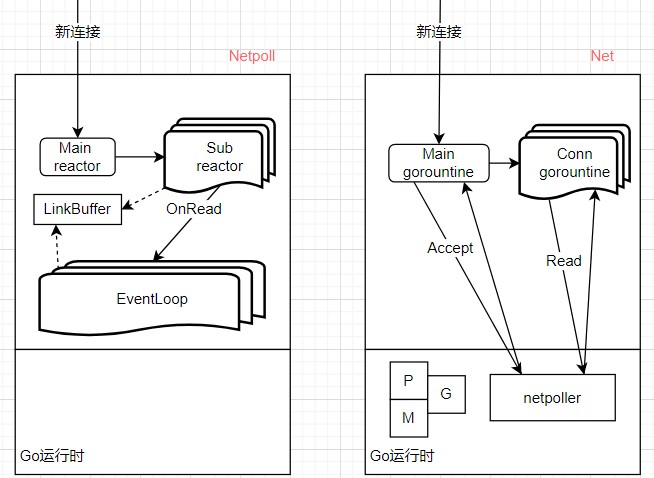 新连接
Netpoll
Main
reactor
Sub
reactor
LinkBuffer
OnRead
EventLoop
Go运行时
新连接
Net
Main
gorountine
Conn
gorountine
Accept
Read
P
G
M
netpoller
Go运行时